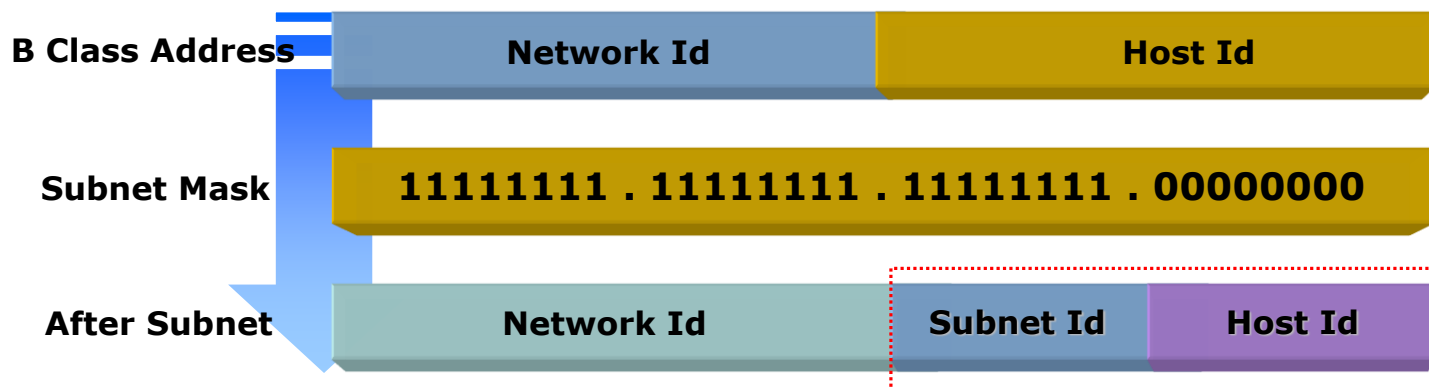 B Class Address Network Id Host Id
Subnet Mask 11111111 . 11111111 . 11111111 . 00000000
After Subnet Network Id Subnet Id Host Id